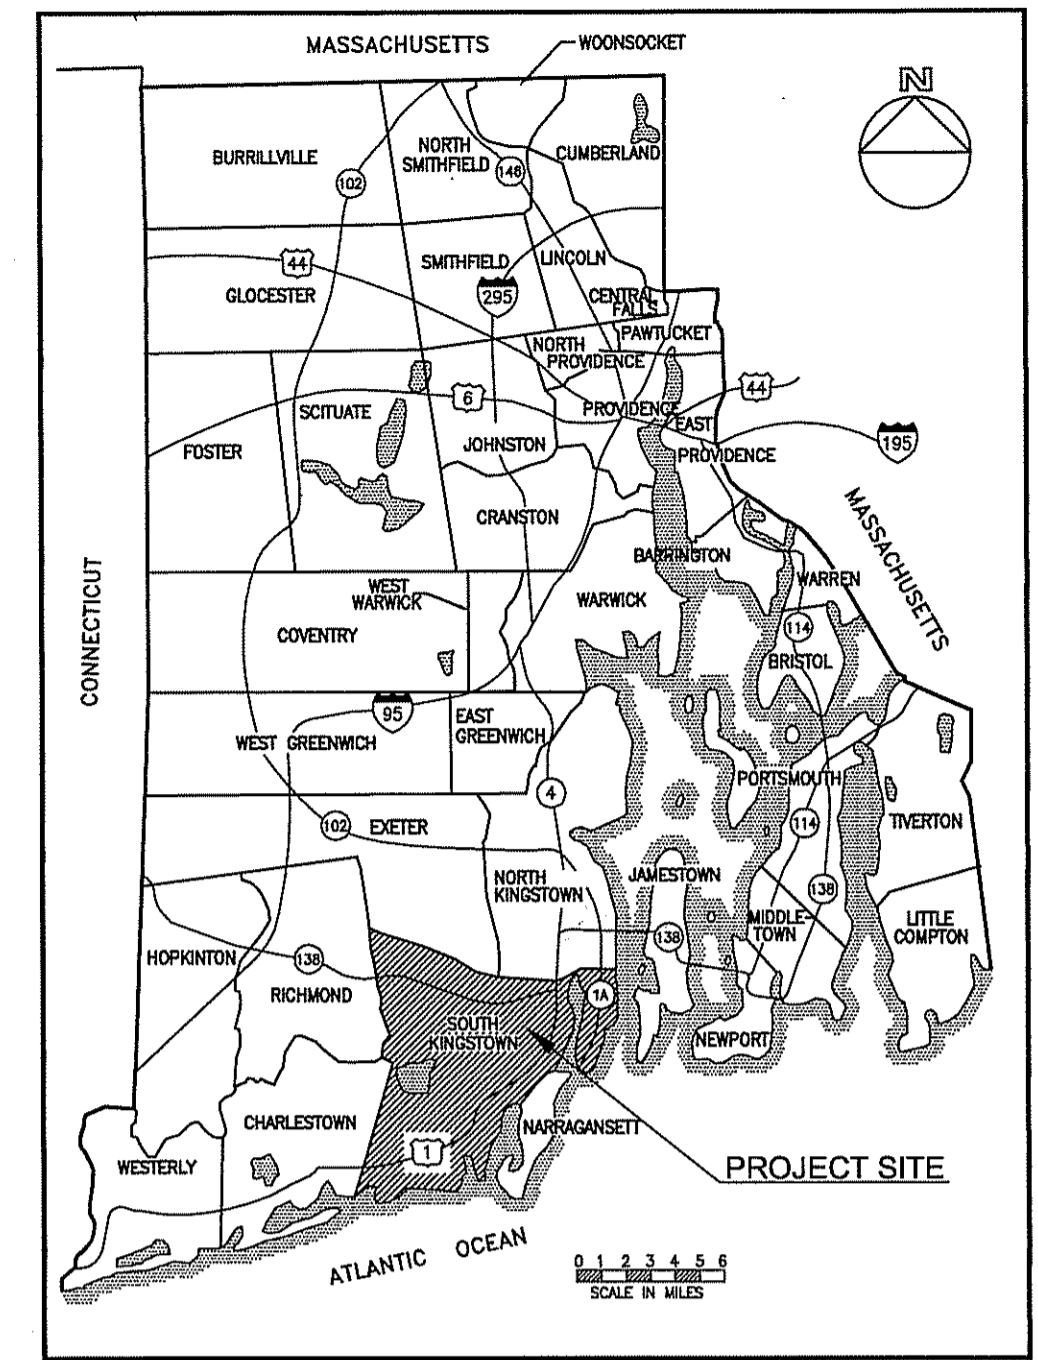 MASSACHUSETTS
WOONSOCKET
N
BURRILLVILLE
NORTH
SMITHFIELD
CUMBERLAND
102
146
44
GLOCESTER
SMITHFIELD
LINCOLN
295
CENTRAL
FALLS
PAWTUCKET
NORTH
PROVIDENCE
44
6
SCITUATE
PROVIDENCE
EAST
PROVIDENCE
195
FOSTER
JOHNSTON
CRANSTON
MASSACHUSETTS
BARRINGTON
CONNECTICUT
WEST
WARWICK
WARWICK
WARREN
COVENTRY
114
BRISTOL
95
EAST
GREENWICH
WEST GREENWICH
PORTSMOUTH
4
102
EXETER
114
TIVERTON
NORTH
KINGSTOWN
JAMESTOWN
138
MIDDLE-
TOWN
LITTLE
COMPTON
HOPKINTON
138
RICHMOND
138
1A
SOUTH
KINGSTOWN
NEWPORT
CHARLESTOWN
NARRAGANSETT
1
WESTERLY
PROJECT SITE
ATLANTIC OCEAN
0 1 2 3 4 5 6
SCALE IN MILES